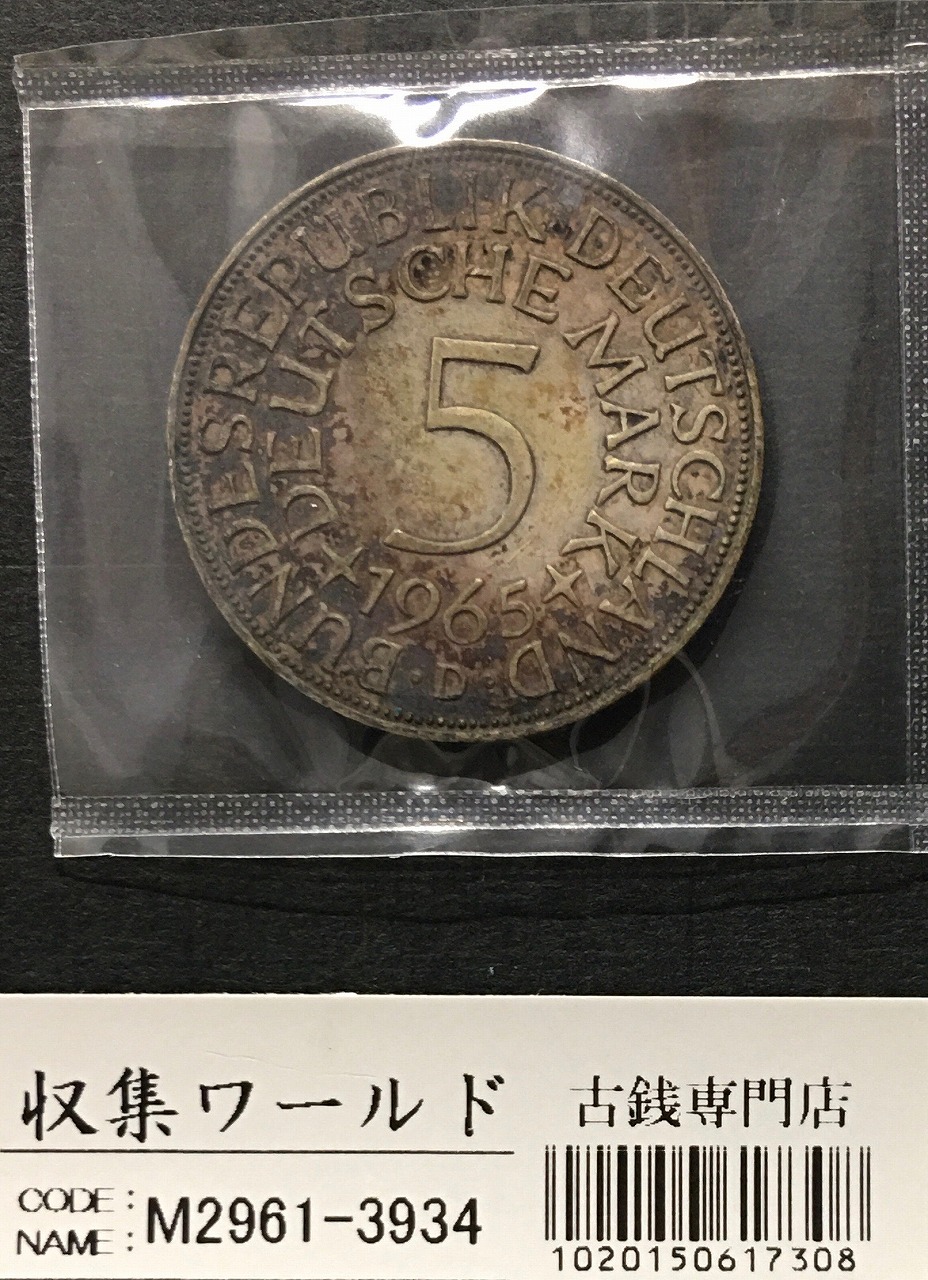 BUNDESREPUBLIK DEUTSCHLAND
DEUTSCHE MARK
5
1965
D
収集ワールド
古銭専門店
CODE:
NAME:
M2961-3934
1020150617308